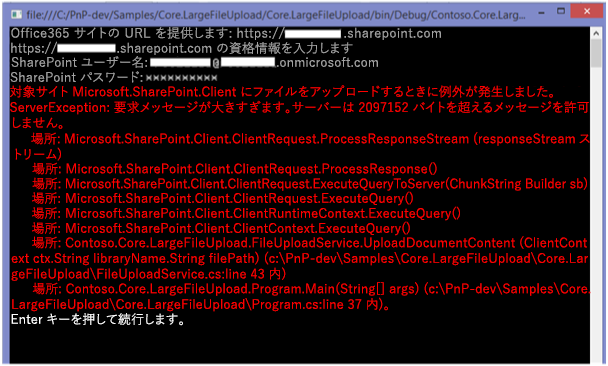 file:///C:/PnP-dev/Samples/Core.LargeFileUpload/Core.LargeFileUpload/bin/Debug/Contoso.Core.Larg...
Office365 サイトの URL を提供します: https:// .sharepoint.com
https:// .sharepoint.com の資格情報を入力します
SharePoint ユーザー名: @ .onmicrosoft.com
SharePoint パスワード: **********
対象サイト Microsoft.SharePoint.Client にファイルをアップロードするときに例外が発生しました。
ServerException: 要求メッセージが大きすぎます。サーバーは 2097152 バイトを超えるメッセージを許可
しません。
場所: Microsoft.SharePoint.Client.ClientRequest.ProcessResponseStream (responseStream ス
トリーム)
場所: Microsoft.SharePoint.Client.ClientRequest.ProcessResponse()
場所: Microsoft.SharePoint.Client.ClientRequest.ExecuteQueryToServer(ChunkString Builder sb)
場所: Microsoft.SharePoint.Client.ClientRequest.ExecuteQuery()
場所: Microsoft.SharePoint.Client.ClientRuntimeContext.ExecuteQuery()
場所: Microsoft.SharePoint.Client.ClientContext.ExecuteQuery()
場所: Contoso.Core.LargeFileUpload.FileUploadService.UploadDocumentContent (ClientCont
ext ctx.String libraryName.String filePath) (c:\PnP-dev\Samples\Core.LargeFileUpload\Core.Lar
geFileUpload\FileUploadService.cs:line 43 内)
場所: Contoso.Core.LargeFileUpload.Program.Main(String[] args) (c:\PnP-dev\Samples\Core.
LargeFileUpload\Core.LargeFileUpload\Program.cs:line 37 内)。
Enter キーを押して続行します。